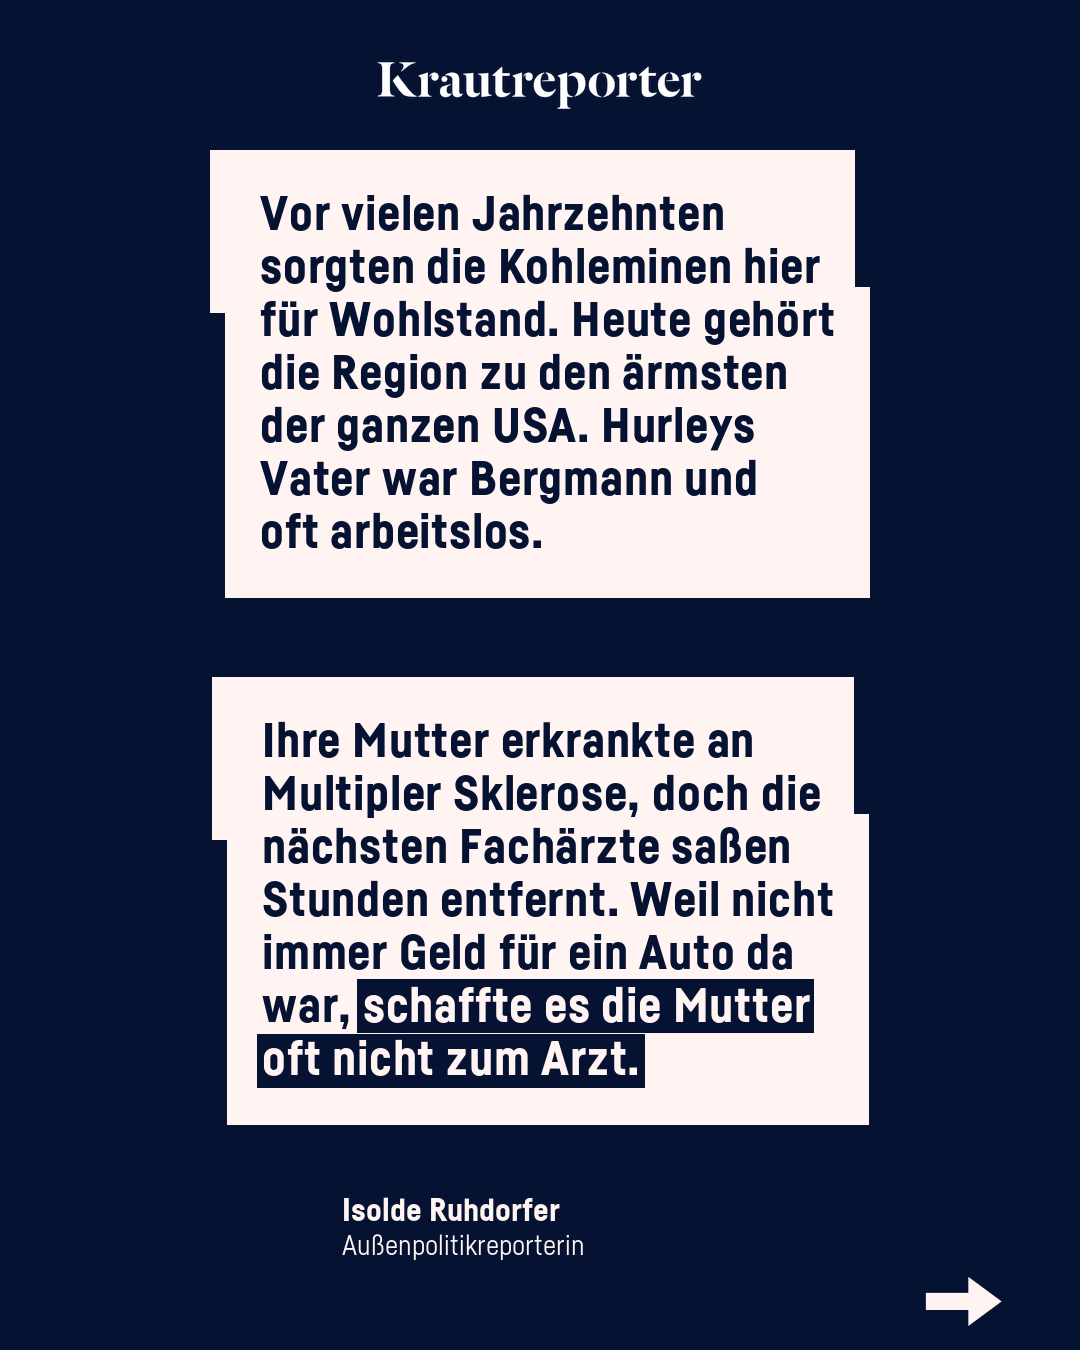 Krautreporter
Vor vielen Jahrzehnten
sorgten die Kohleminen hier
für Wohlstand. Heute gehört
die Region zu den ärmsten
der ganzen USA. Hurleys
Vater war Bergmann und
oft arbeitslos.
Ihre Mutter erkrankte an
Multipler Sklerose, doch die
nächsten Fachärzte saßen
Stunden entfernt. Weil nicht
immer Geld für ein Auto da
war, schaffte es die Mutter
oft nicht zum Arzt.
Isolde Ruhdorfer
Außenpolitikreporterin